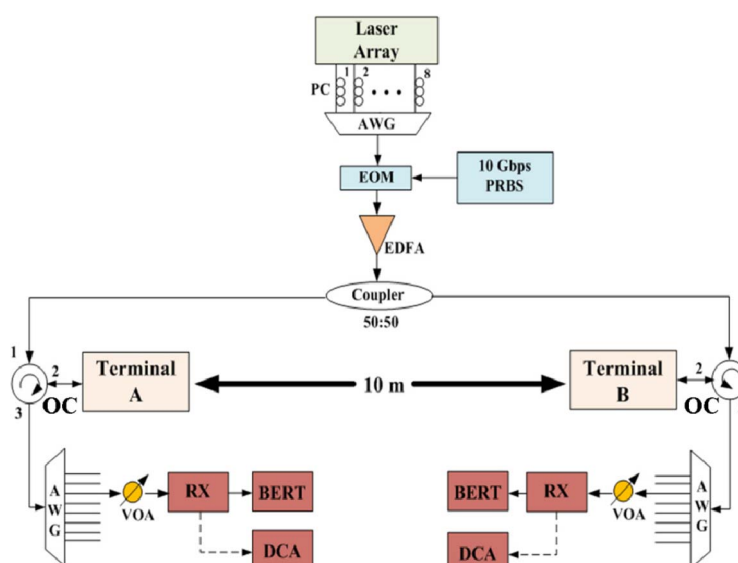 Laser
Array
1 2 8
PC
• • •
AWG
EOM
10 Gbps
PRBS
EDFA
Coupler
50:50
1
2
3
OC
Terminal
A
10 m
Terminal
B
2
OC
A
W
G
VOA
RX
BERT
DCA
BERT
RX
VOA
A
W
G
DCA